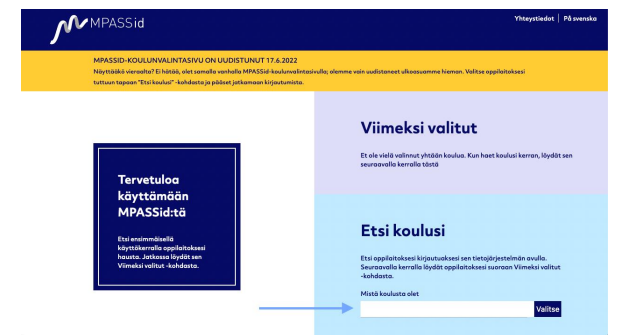 MPASSid
Yhteystiedot | På svenska
MPASSID-KOULUNVALINTASIVU ON UUDISTUNUT 17.6.2022
Näyttääkö vieraalta? Ei hätää, olet samalla vanhalla MPASSid-koulunvalintasivulla; olemme vain uudistaneet ulkoasuamme hieman. Valitse oppilaitoksesi
tuttuun tapaan "Etsi koulusi" -kohdasta ja pääset jatkamaan kirjautumista.
Tervetuloa
käyttämään
MPASSid:tä
Etsi ensimmäisellä
käyttökerralla oppilaitoksesi
hausta. Jatkossa löydät sen
Viimeksi valitut -kohdasta.
Viimeksi valitut
Et ole vielä valinnut yhtään koulua. Kun haet koulusi kerran, löydät sen
seuraavalla kerralla tästä
Etsi koulusi
Etsi oppilaitoksesi kirjautuaksesi sen tietojärjestelmän avulla.
Seuraavalla kerralla löydät oppilaitoksesi suoraan Viimeksi valitut
-kohdasta.
Mistä koulusta olet
Valitse